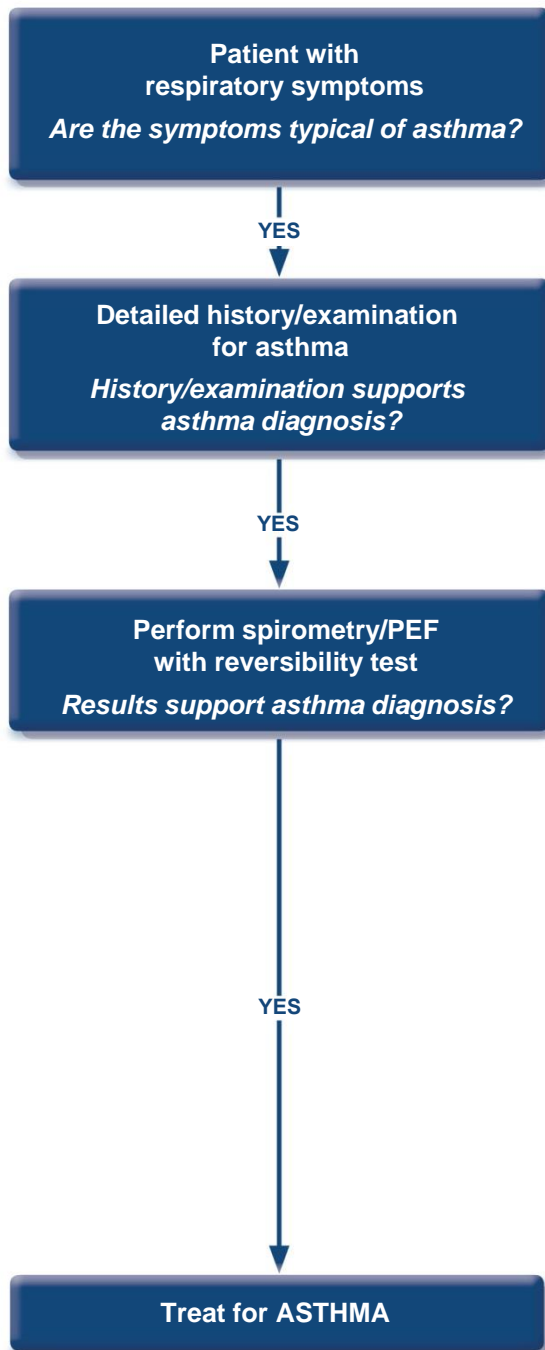 Patient with
respiratory symptoms
Are the symptoms typical of asthma?
YES
Detailed history/examination
for asthma
History/examination supports
asthma diagnosis?
YES
Perform spirometry/PEF
with reversibility test
Results support asthma diagnosis?
YES
Treat for ASTHMA